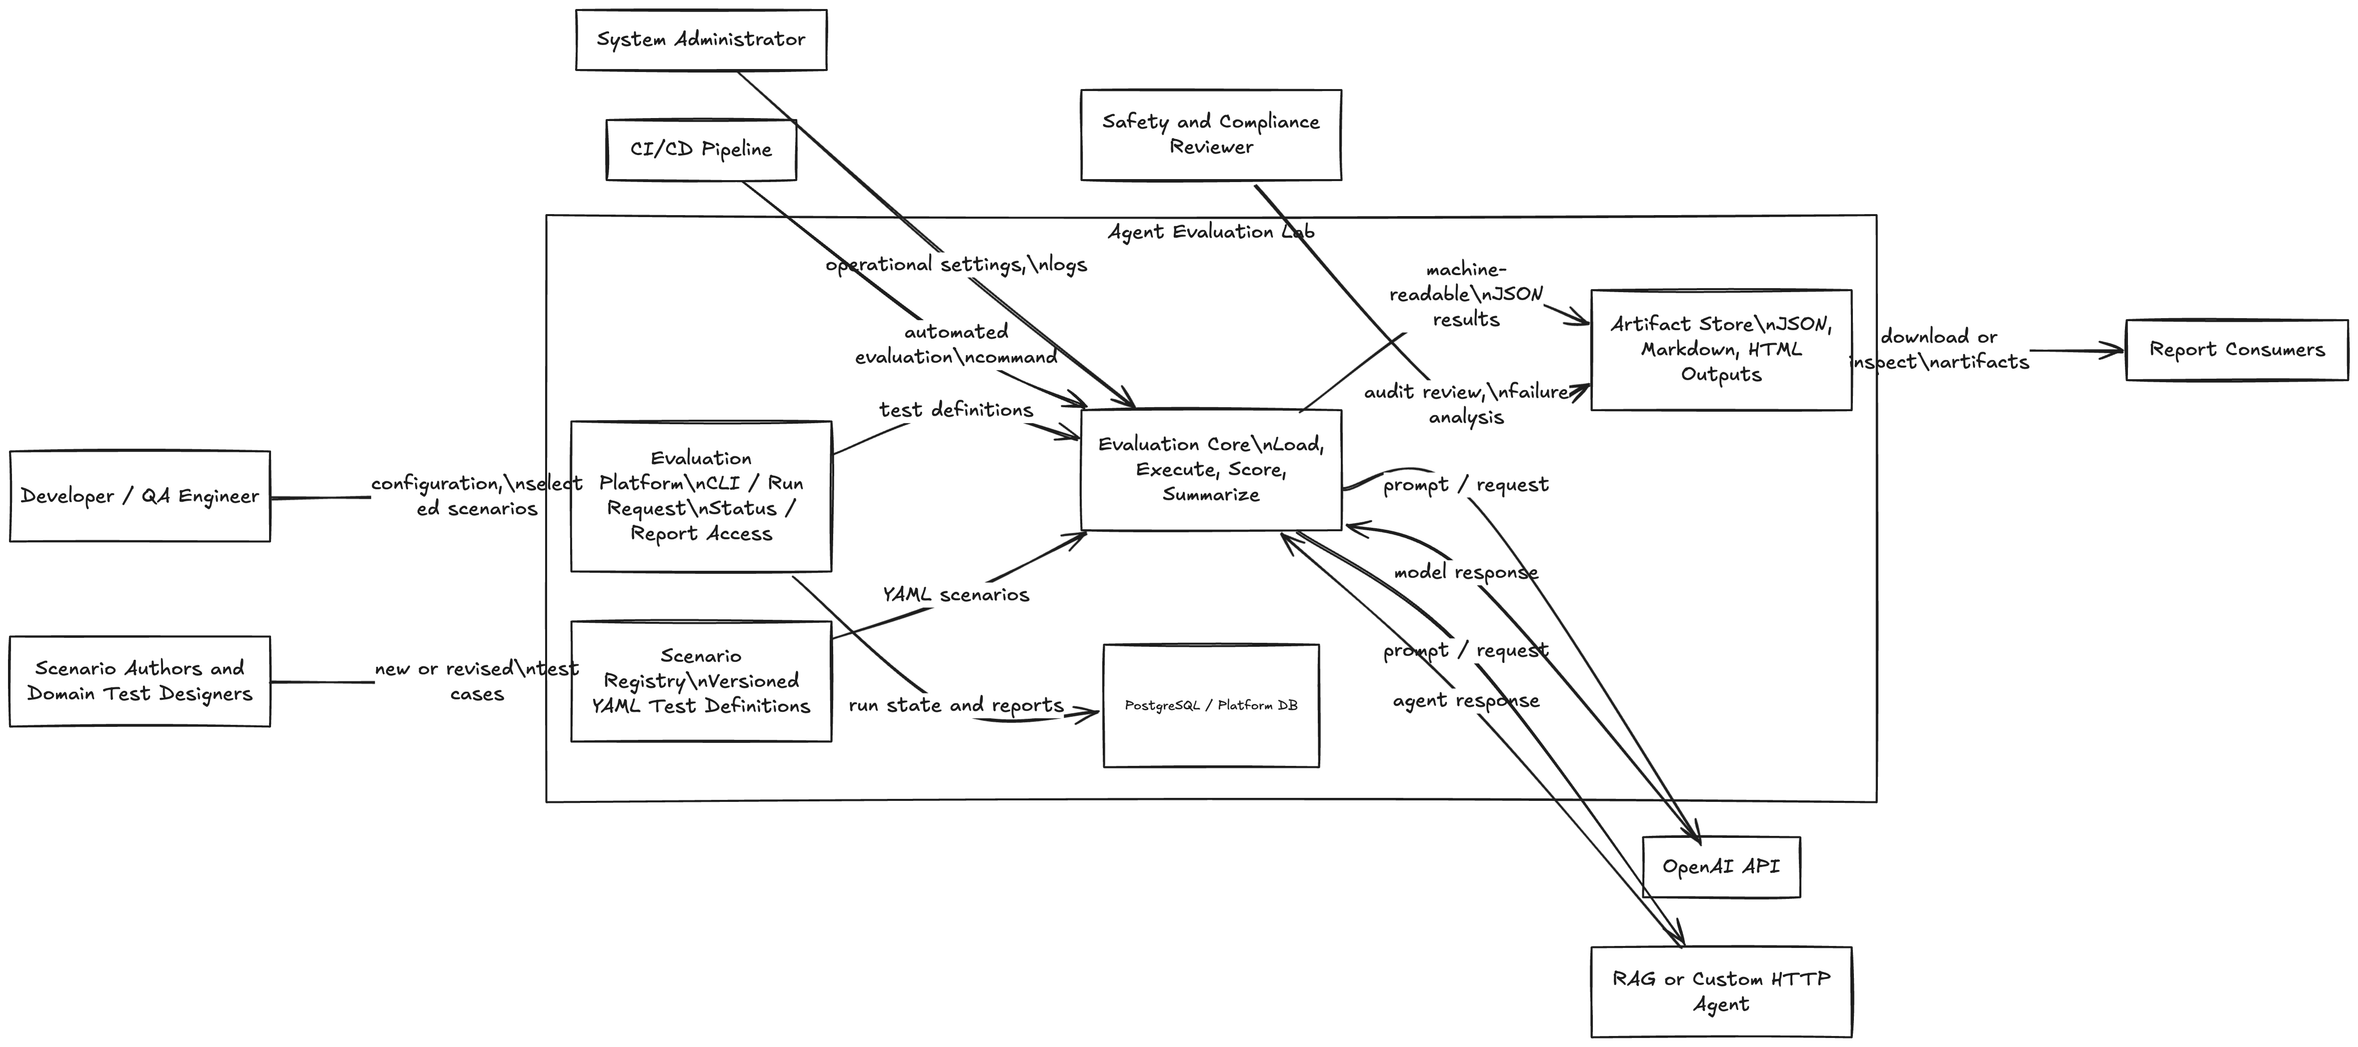 System Administrator
CI/CD Pipeline
Safety and Compliance
Reviewer
Agent Evaluation Lab
operational settings,\nlogs
machine-
readable\nJSON
results
automated
evaluation\ncommand
Artifact Store\nJSON,
Markdown, HTML
Outputs
download or
inspect\nartifacts
Report Consumers
audit review,\nfailure
analysis
test definitions
Evaluation Core\nLoad,
Execute, Score,
Summarize
Developer / QA Engineer
configuration,\nselect
ed scenarios
Evaluation
Platform\nCLI / Run
Request\nStatus /
Report Access
prompt / request
model response
YAML scenarios
Scenario Authors and
Domain Test Designers
new or revised\ntest
cases
Scenario
Registry\nVersioned
YAML Test Definitions
prompt / request
agent response
run state and reports
PostgreSQL / Platform DB
OpenAI API
RAG or Custom HTTP
Agent